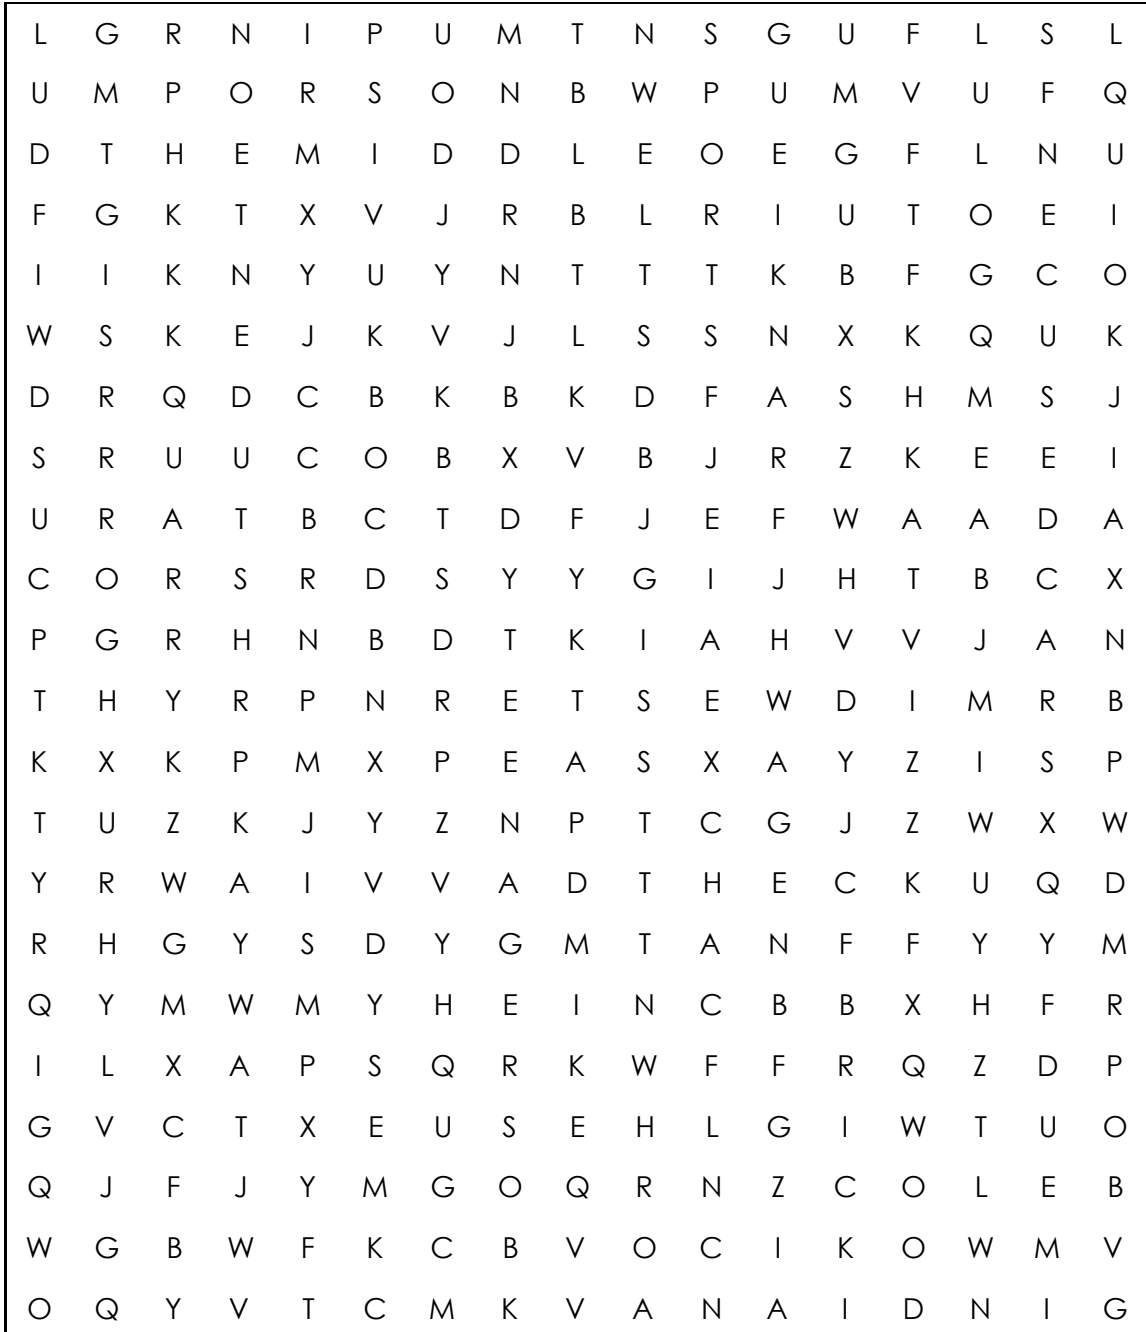 L G R N I P U M T N S G U F L S L
U M P O R S O N B W P U M V U F Q
D T H E M I D D L E O E G F L N U
F G K T X V J R B L R I U T O E I
I I K N Y U Y N T T T K B F G C O
W S K E J K V J L S S N X K Q U K
D R Q D C B K B K D F A S H M S J
S R U U C O B X V B J R Z K E E I
U R A T B C T D F J E F W A A D A
C O R S R D S Y Y G I J H T B C X
P G R H N B D T K I A H V V J A N
T H Y R P N R E T S E W D I M R B
K X K P M X P E A S X A Y Z I S P
T U Z K J Y Z N P T C G J Z W X W
Y R W A I V V A D T H E C K U Q D
R H G Y S D Y G M T A N F F Y Y M
Q Y M W M Y H E I N C B B X H F R
I L X A P S Q R K W F F R Q Z D P
G V C T X E U S E H L G I W T U O
Q J F J Y M G O Q R N Z C O L E B
W G B W F K C B V O C I K O W M V
O Q Y V T C M K V A N A I D N I G